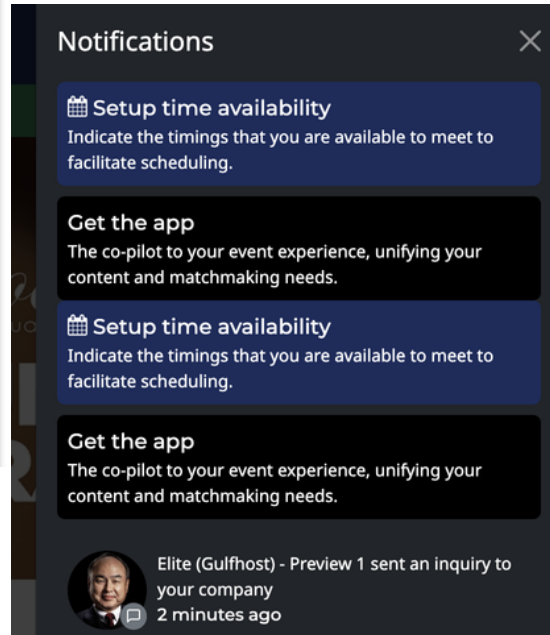 Notifications
Setup time availability
Indicate the timings that you are available to meet to
facilitate scheduling.
Get the app
The co-pilot to your event experience, unifying your
content and matchmaking needs.
Setup time availability
Indicate the timings that you are available to meet to
facilitate scheduling.
Get the app
The co-pilot to your event experience, unifying your
content and matchmaking needs.
Elite (Gulfhost) - Preview 1 sent an inquiry to
your company
2 minutes ago